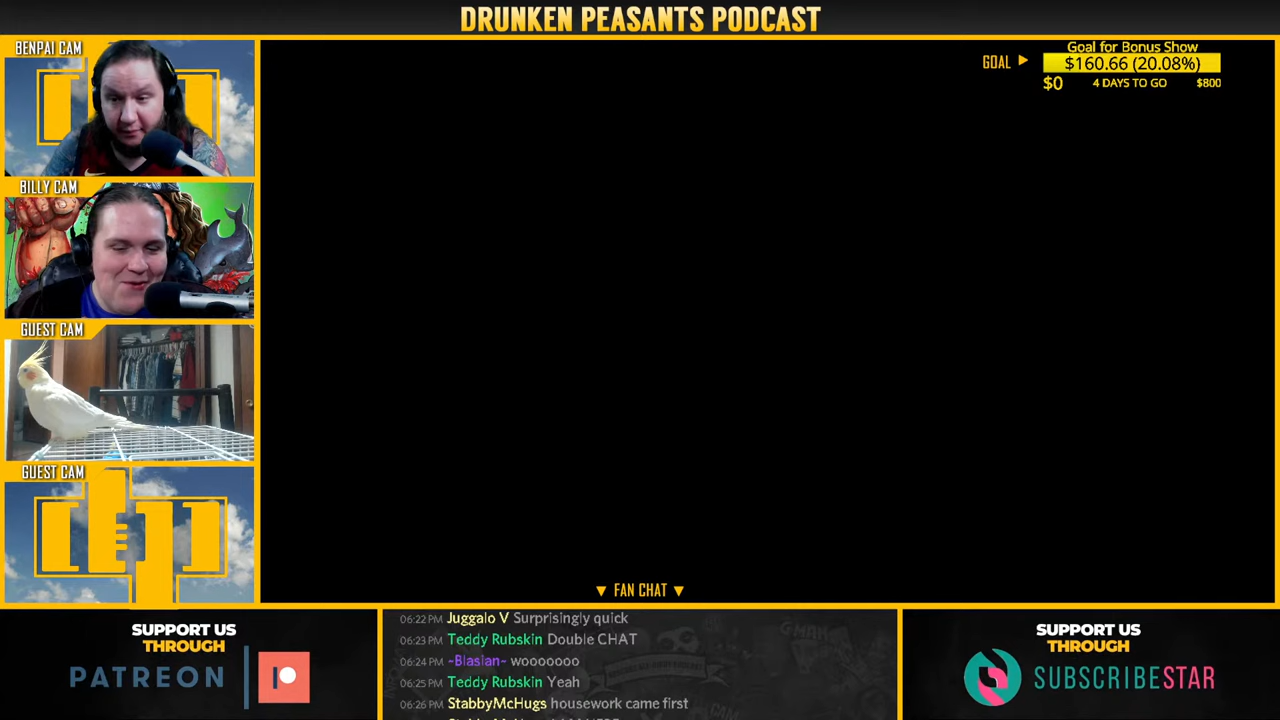 DRUNKEN PEASANTS PODCAST
BENPAI CAM
BILLY CAM
GUEST CAM
GUEST CAM
GOAL
Goal for Bonus Show
$160.66 (20.08%)
$0 4 DAYS TO GO $800
FAN CHAT
06:22 PM Juggalo V Surprisingly quick
06:23 PM Teddy Rubskin Double CHAT
06:24 PM -Blasian- wooooooo
06:25 PM Teddy Rubskin Yeah
06:26 PM StabbyMcHugs housework came first
SUPPORT US
THROUGH
PATREON
SUPPORT US
THROUGH
SUBSCRIBESTAR